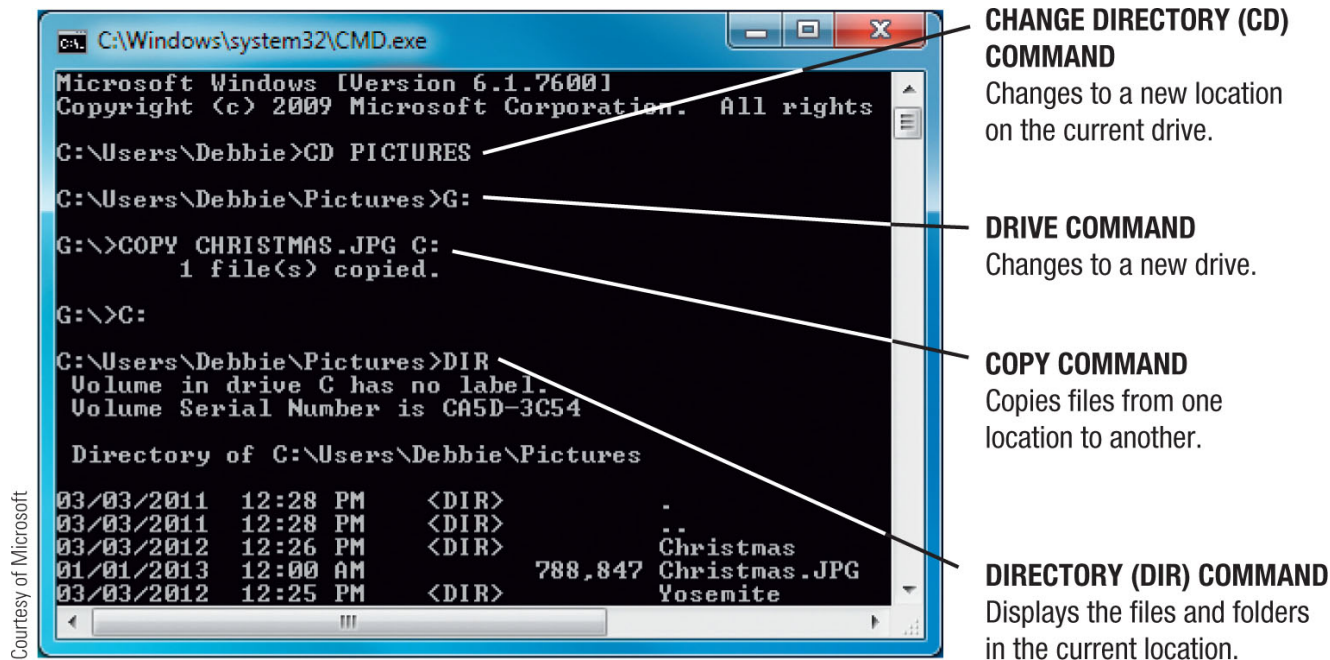 C:\Windows\system32\CMD.exe
Microsoft Windows [Version 6.1.7600]
Copyright (c) 2009 Microsoft Corporation. All rights
C:\Users\Debbie>CD PICTURES
C:\Users\Debbie\Pictures>G:
G:\>COPY CHRISTMAS.JPG C:
1 file(s) copied.
G:\>C:
C:\Users\Debbie\Pictures>DIR
Volume in drive C has no label.
Volume Serial Number is CA5D-3C54
Directory of C:\Users\Debbie\Pictures
03/03/2011 12:28 PM <DIR> .
03/03/2011 12:28 PM <DIR> ..
03/03/2012 12:26 PM <DIR> Christmas
01/01/2013 12:00 AM 788,847 Christmas.JPG
03/03/2012 12:25 PM <DIR> Yosemite
CHANGE DIRECTORY (CD)
COMMAND
Changes to a new location
on the current drive.
DRIVE COMMAND
Changes to a new drive.
COPY COMMAND
Copies files from one
location to another.
DIRECTORY (DIR) COMMAND
Displays the files and folders
in the current location.
Courtesy of Microsoft